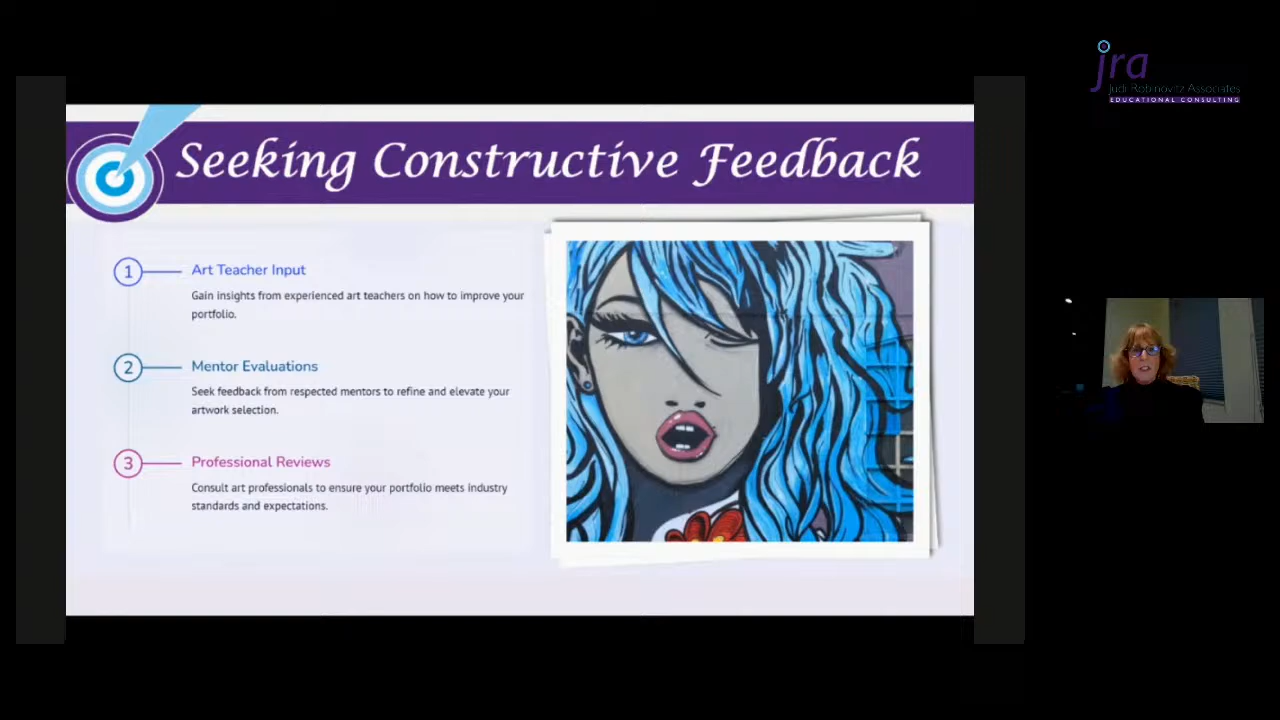 jra
Judi Robinovitz Associates
EDUCATIONAL CONSULTING
Seeking Constructive Feedback
1
Art Teacher Input
Gain insights from experienced art teachers on how to improve your
portfolio.
2
Mentor Evaluations
Seek feedback from respected mentors to refine and elevate your
artwork selection.
3
Professional Reviews
Consult art professionals to ensure your portfolio meets industry
standards and expectations.